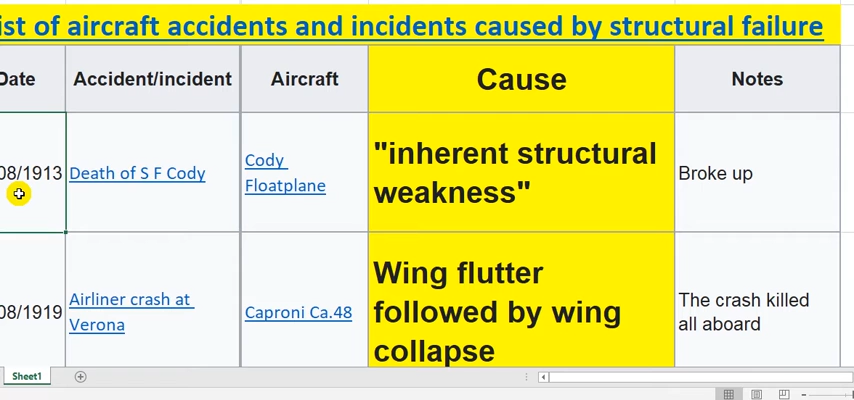 ist of aircraft accidents and incidents caused by structural failure
Date Accident/incident Aircraft Cause Notes
08/1913 Death of S F Cody Cody
Floatplane "inherent structural
weakness" Broke up
08/1919 Airliner crash at
Verona Caproni Ca.48 Wing flutter
followed by wing
collapse The crash killed
all aboard
Sheet1